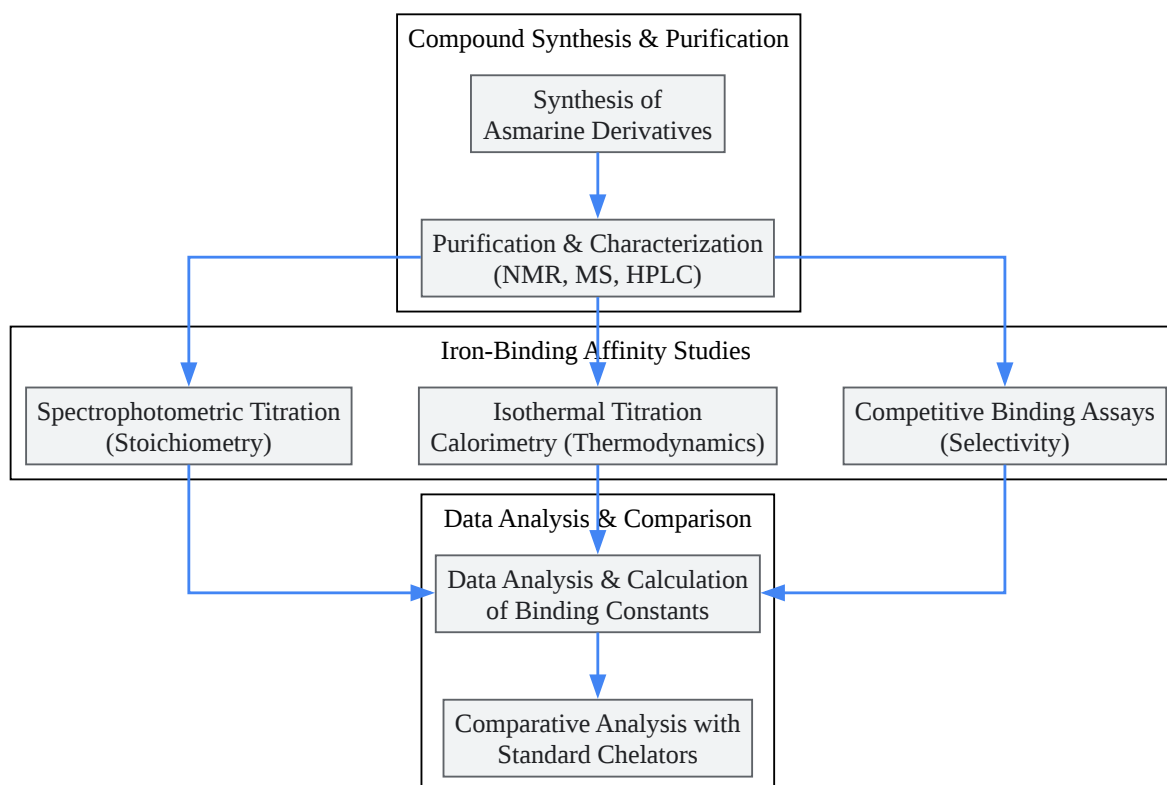 Compound Synthesis & Purification
Synthesis of
Asmarine Derivatives
Purification & Characterization
(NMR, MS, HPLC)
Iron-Binding Affinity Studies
Spectrophotometric Titration
(Stoichiometry)
Isothermal Titration
Calorimetry (Thermodynamics)
Competitive Binding Assays
(Selectivity)
Data Analysis & Comparison
Data Analysis & Calculation
of Binding Constants
Comparative Analysis with
Standard Chelators